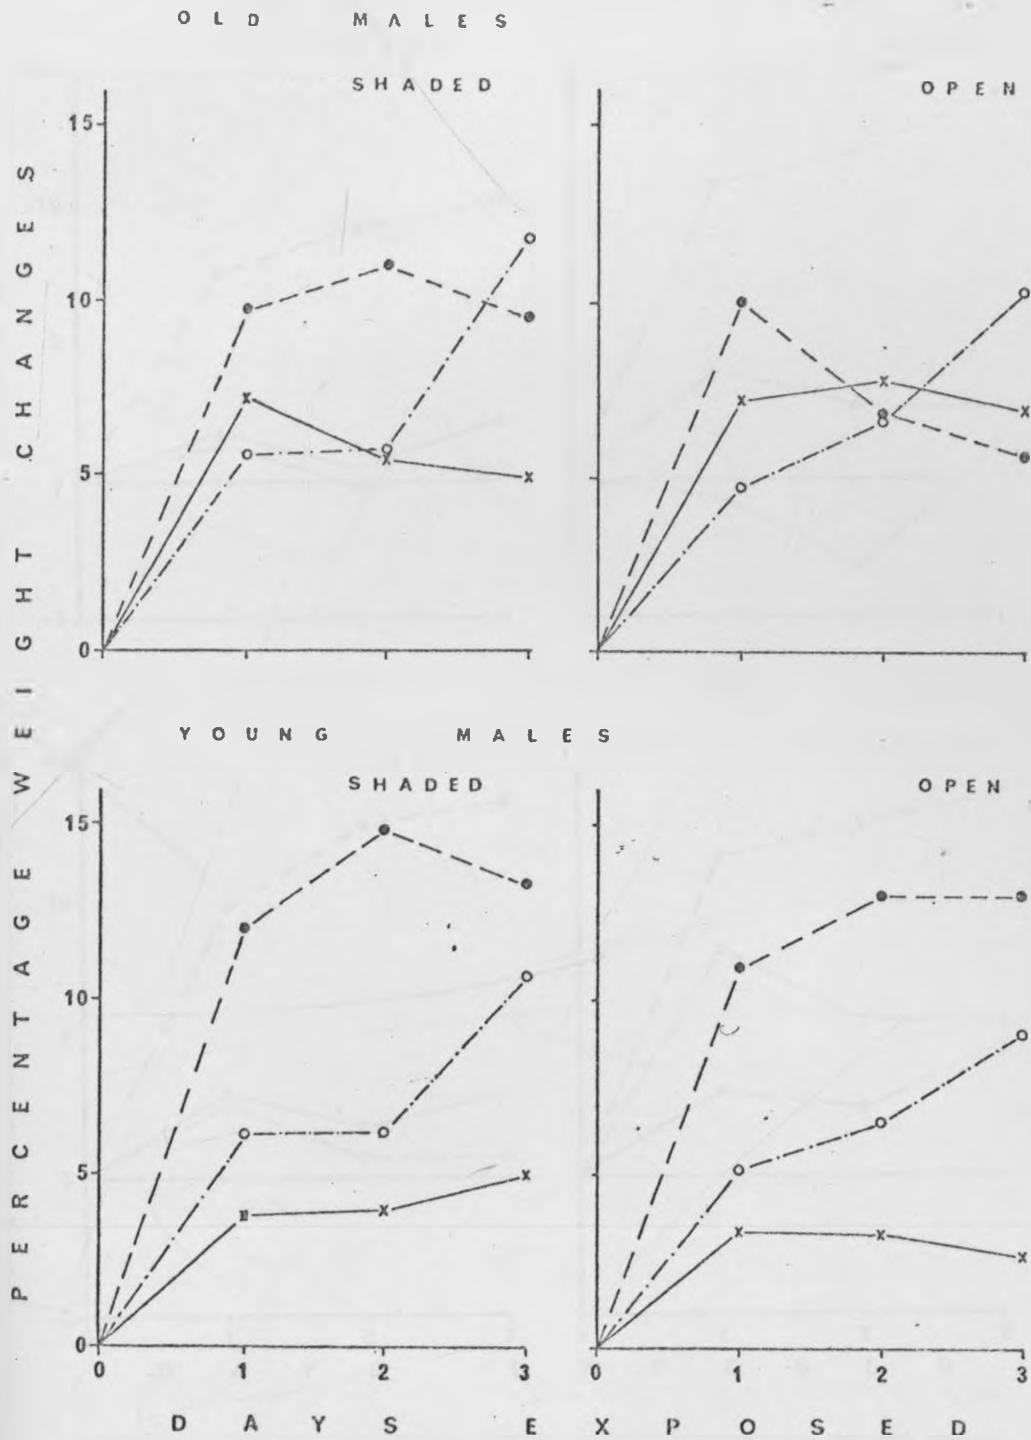 OLD MALES
SHADED
OPEN
15
10
5
0
PERCENTAGE WEIGHT CHANGES
YOUNG MALES
SHADED
OPEN
15
10
5
0
0 1 2 3
0 1 2 3
DAYS EXPOSED